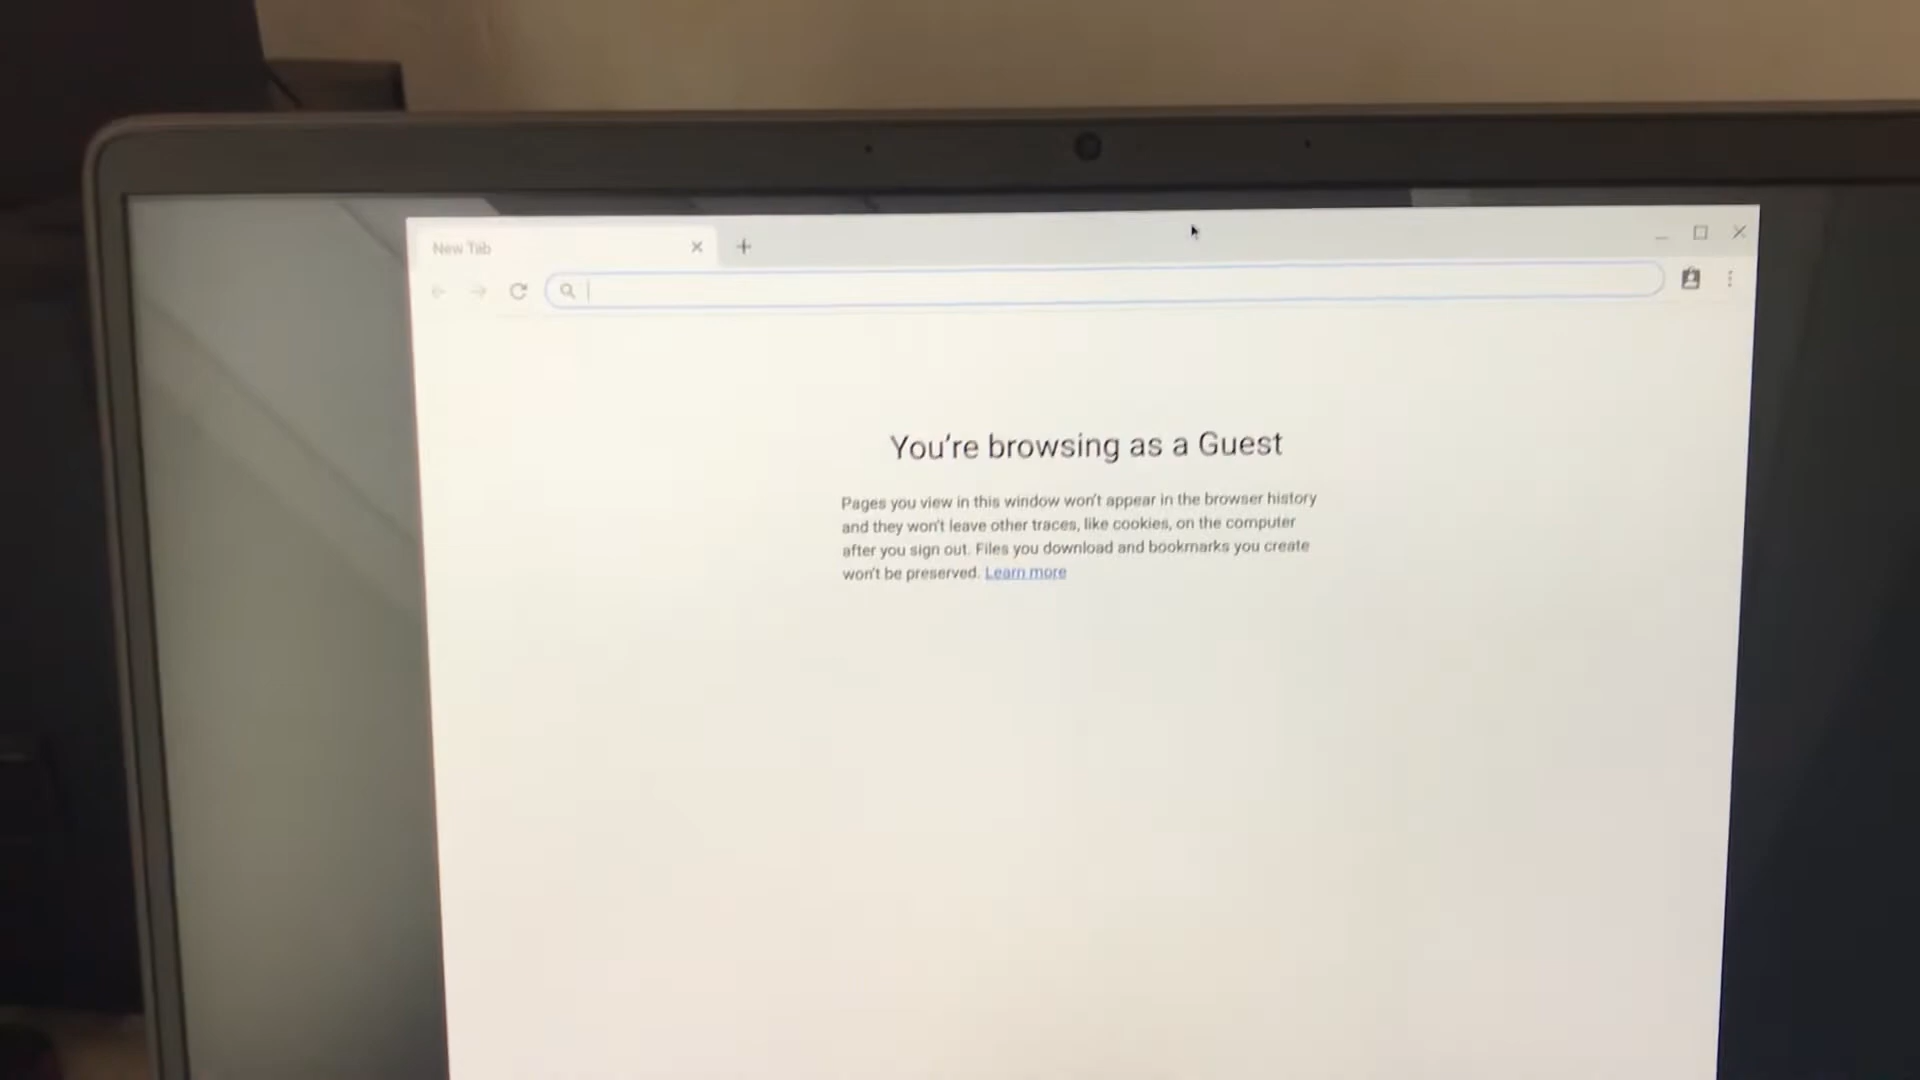 New Tab
You're browsing as a Guest
Pages you view in this window won't appear in the browser history
and they won't leave other traces, like cookies, on the computer
after you sign out. Files you download and bookmarks you create
won't be preserved. Learn more